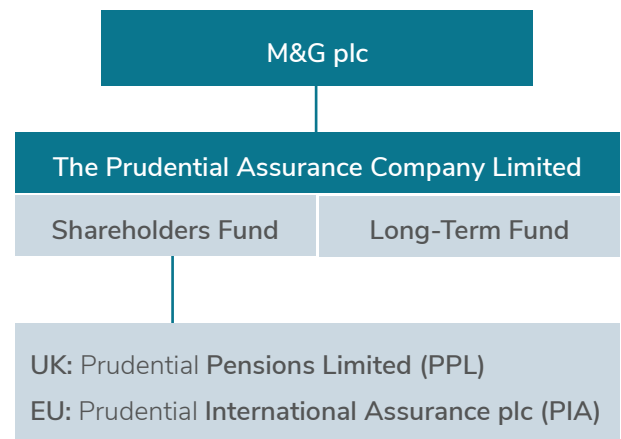 M&G plc
The Prudential Assurance Company Limited
Shareholders Fund
Long-Term Fund
UK: Prudential Pensions Limited (PPL)
EU: Prudential International Assurance plc (PIA)